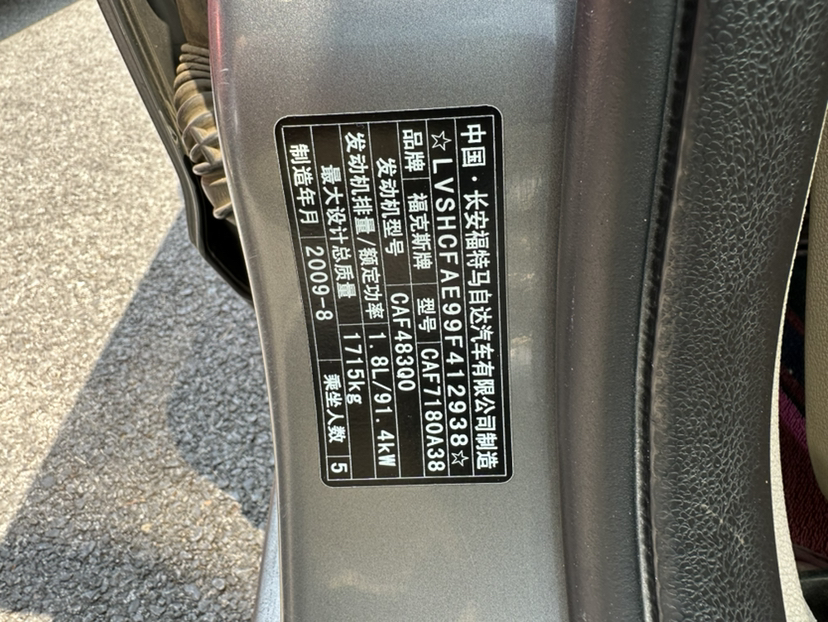 中国·长安福特马自达汽车有限公司制造
☆LVSHCFAE99F412938☆
品牌 福克斯牌 型号 CAF7180A38
发动机型号 CAF483Q0
发动机排量/额定功率 1.8L/91.4kW
最大设计总质量 1715kg
制造年月 2009-8 乘坐人数 5